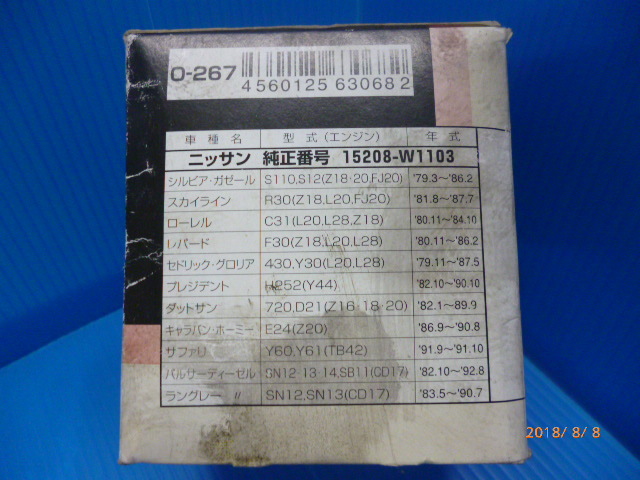 O-267
4560125 630682
車種名 型式(エンジン) 年式
ニッサン 純正番号 15208-W1103
シルビア・ガゼール S110,S12(Z18・20,FJ20) '79.3~'86.2
スカイライン R30(Z18,L20,FJ20) '81.8~'87.7
ローレル C31(L20,L28,Z18) '80.11~'84.10
レパード F30(Z18,L20,L28) '80.11~'86.2
セドリック・グロリア 430,Y30(L20,L28) '79.11~'87.5
プレジデント H252(Y44) '82.10~'90.10
ダットサン 720,D21(Z16・18・20) '82.1~'89.9
キャラバン・ホーミー E24(Z20) '86.9~'90.8
サファリ Y60,Y61(TB42) '91.9~'91.10
パルサーディーゼル SN12・13・14,SB11(CD17) '82.10~'92.8
ラングレー 〃 SN12,SN13(CD17) '83.5~'90.7
2018/ 8/ 8